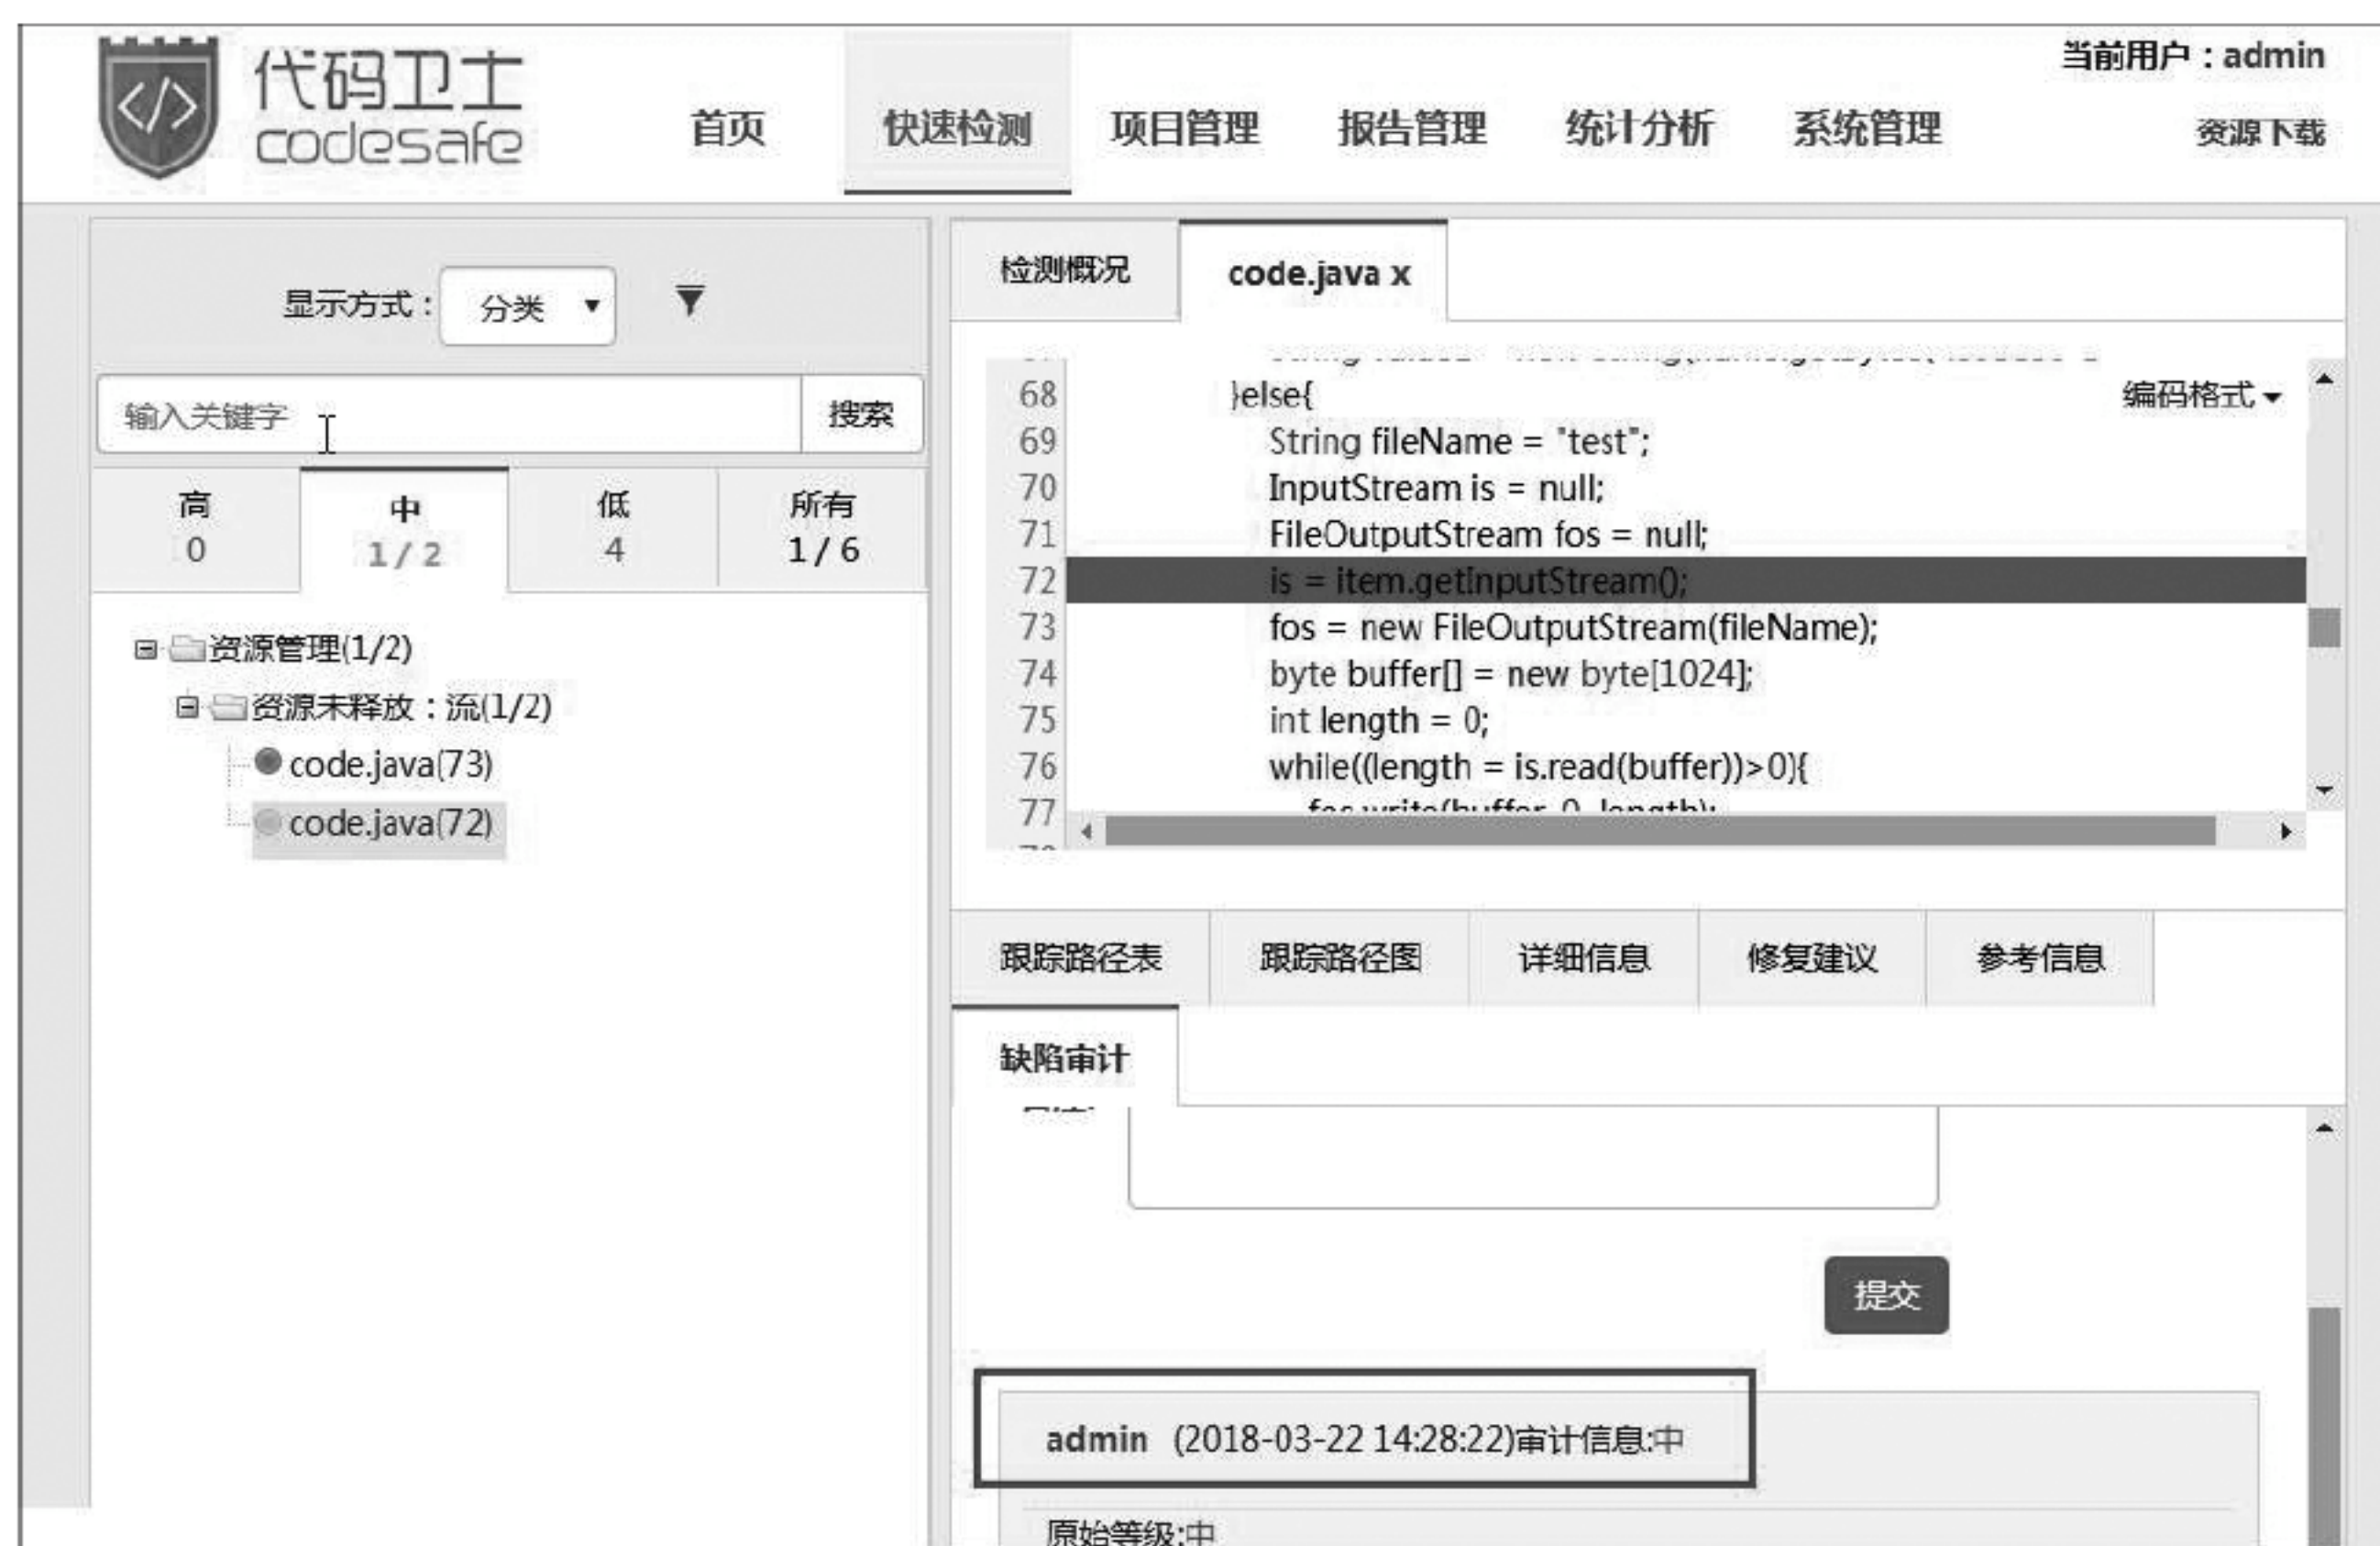 代码卫士
codesafe
当前用户：admin
首页 快速检测 项目管理 报告管理 统计分析 系统管理 资源下载
显示方式： 分类
输入关键字 搜索
高 中 低 所有
0 1/2 4 1/6
资源管理(1/2)
资源未释放：流(1/2)
code.java(73)
code.java(72)
检测概况 code.java x
编码格式
68 }else{
69 String fileName = "test";
70 InputStream is = null;
71 FileOutputStream fos = null;
72 is = item.getInputStream();
73 fos = new FileOutputStream(fileName);
74 byte buffer[] = new byte[1024];
75 int length = 0;
76 while((length = is.read(buffer))>0{
77 fos.write(buffer, 0, length);
跟踪路径表 跟踪路径图 详细信息 修复建议 参考信息
缺陷审计
提交
admin (2018-03-22 14:28:22)审计信息:中
原始等级:中